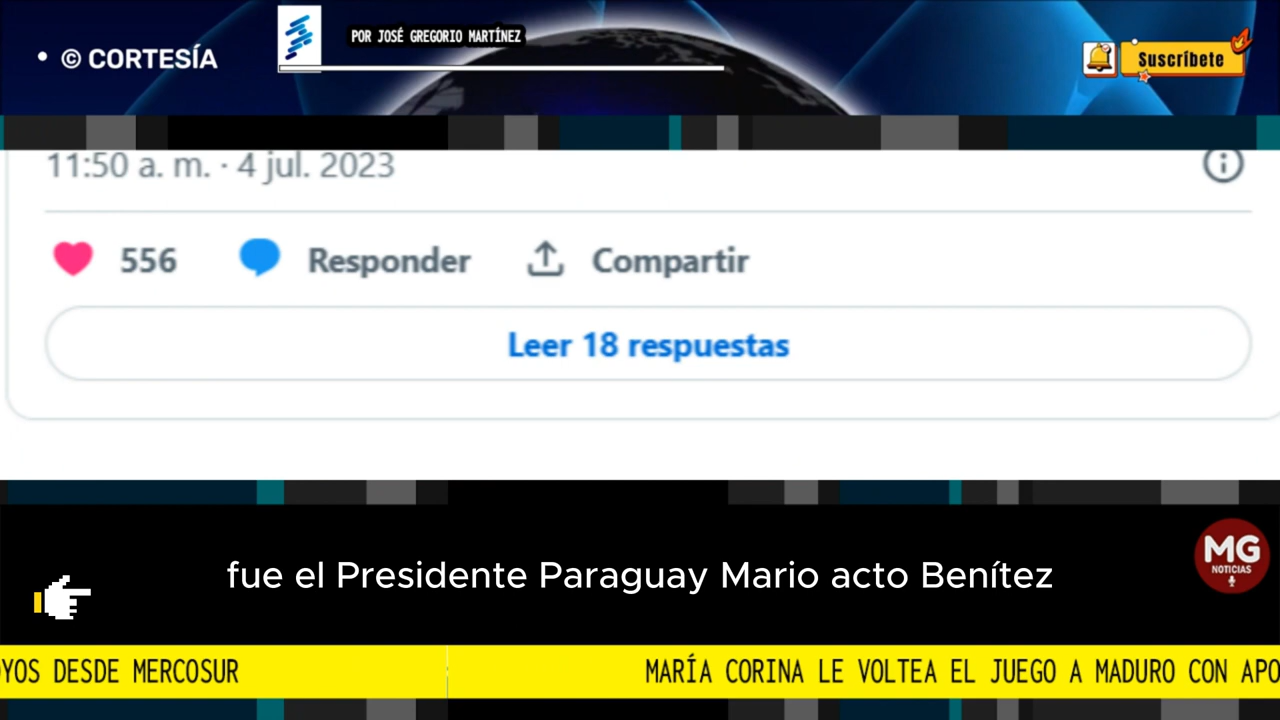 • © CORTESÍA
POR JOSÉ GREGORIO MARTÍNEZ
Suscríbete
11:50 a. m. · 4 jul. 2023
556 Responder Compartir
Leer 18 respuestas
fue el Presidente Paraguay Mario acto Benítez
MG
NOTICIAS
YOS DESDE MERCOSUR
MARÍA CORINA LE VOLTEA EL JUEGO A MADURO CON APO